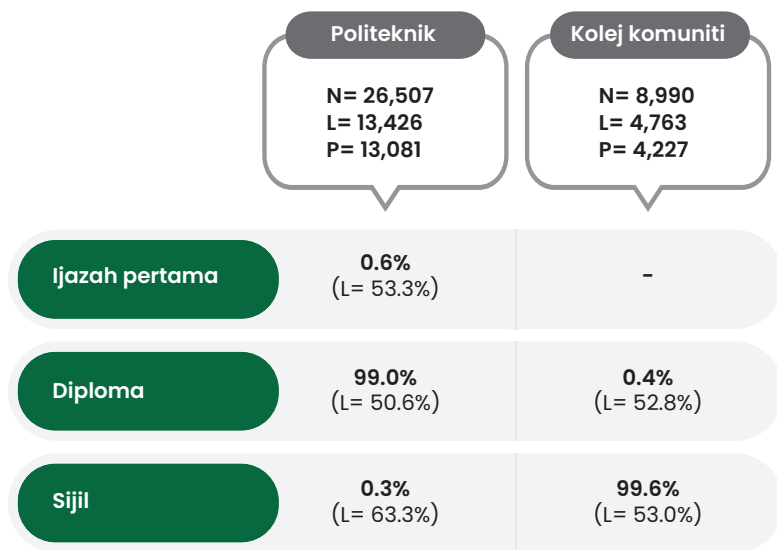 Politeknik
Kolej komuniti
N= 26,507
L= 13,426
P= 13,081
N= 8,990
L= 4,763
P= 4,227
Ijazah pertama
0.6%
(L= 53.3%)
-
Diploma
99.0%
(L= 50.6%)
0.4%
(L= 52.8%)
Sijil
0.3%
(L= 63.3%)
99.6%
(L= 53.0%)